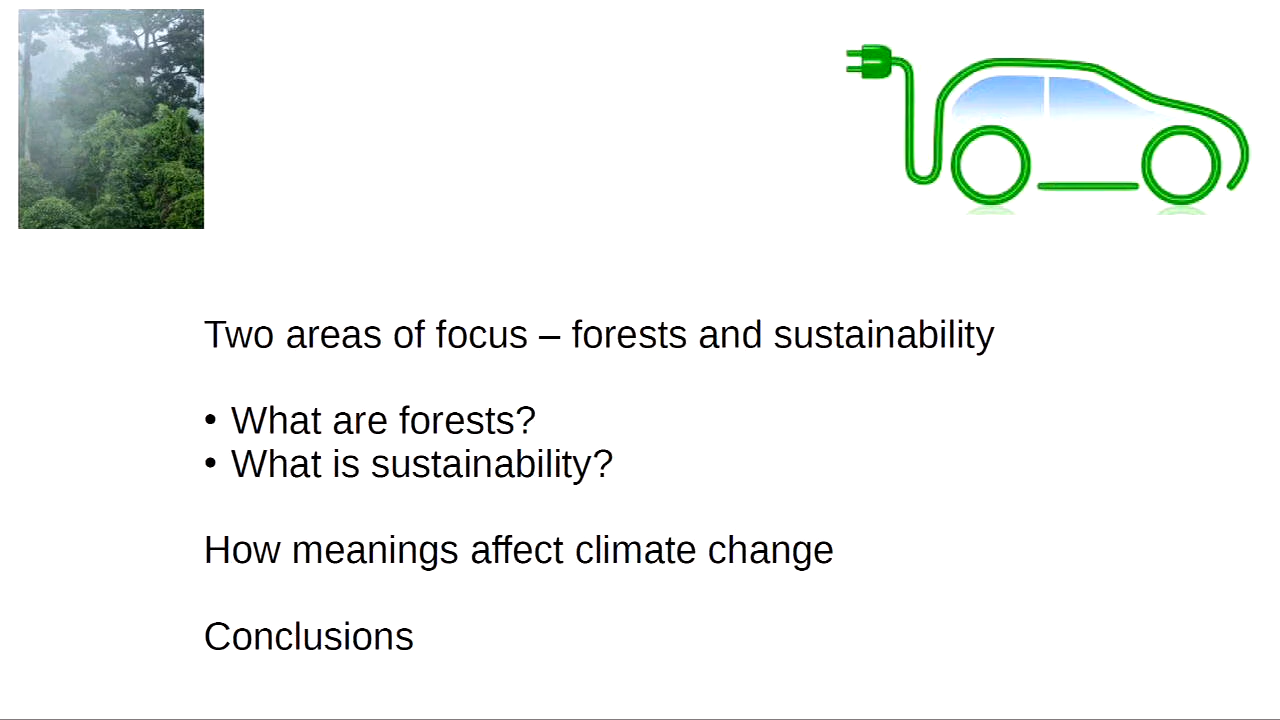 Two areas of focus – forests and sustainability
• What are forests?
• What is sustainability?
How meanings affect climate change
Conclusions